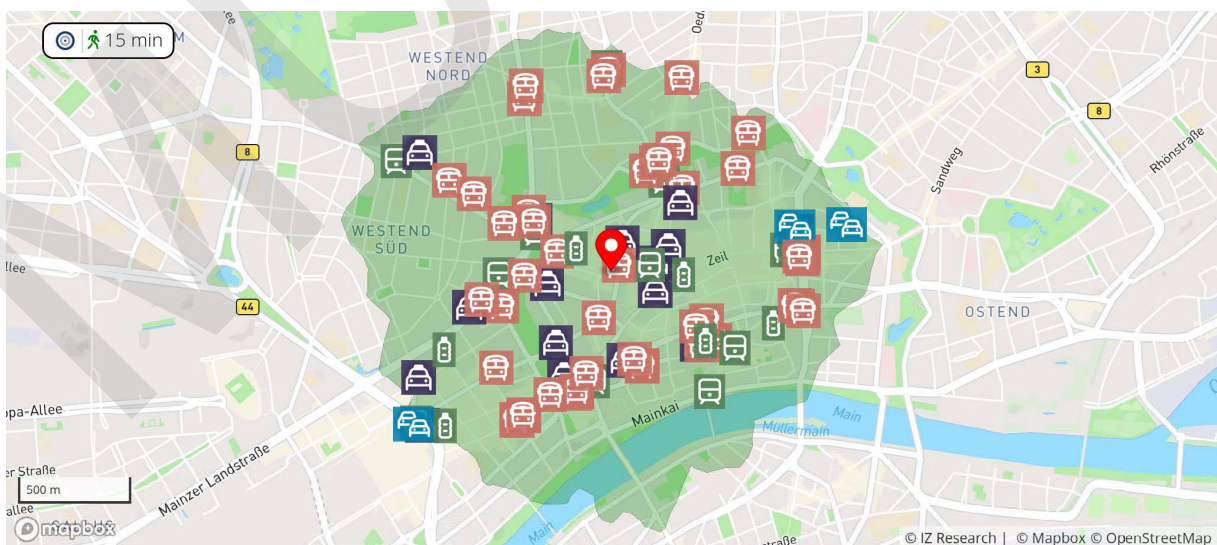 15 min
WESTEND
NORD
3
8
8
Sandweg
Rhönstraße
WESTEND
SÜD
Zeil
44
OSTEND
Mainkai
Main
Müllermain
Mainzer Landstraße
Main
500 m
mapbox
© IZ Research | © Mapbox © OpenStreetMap